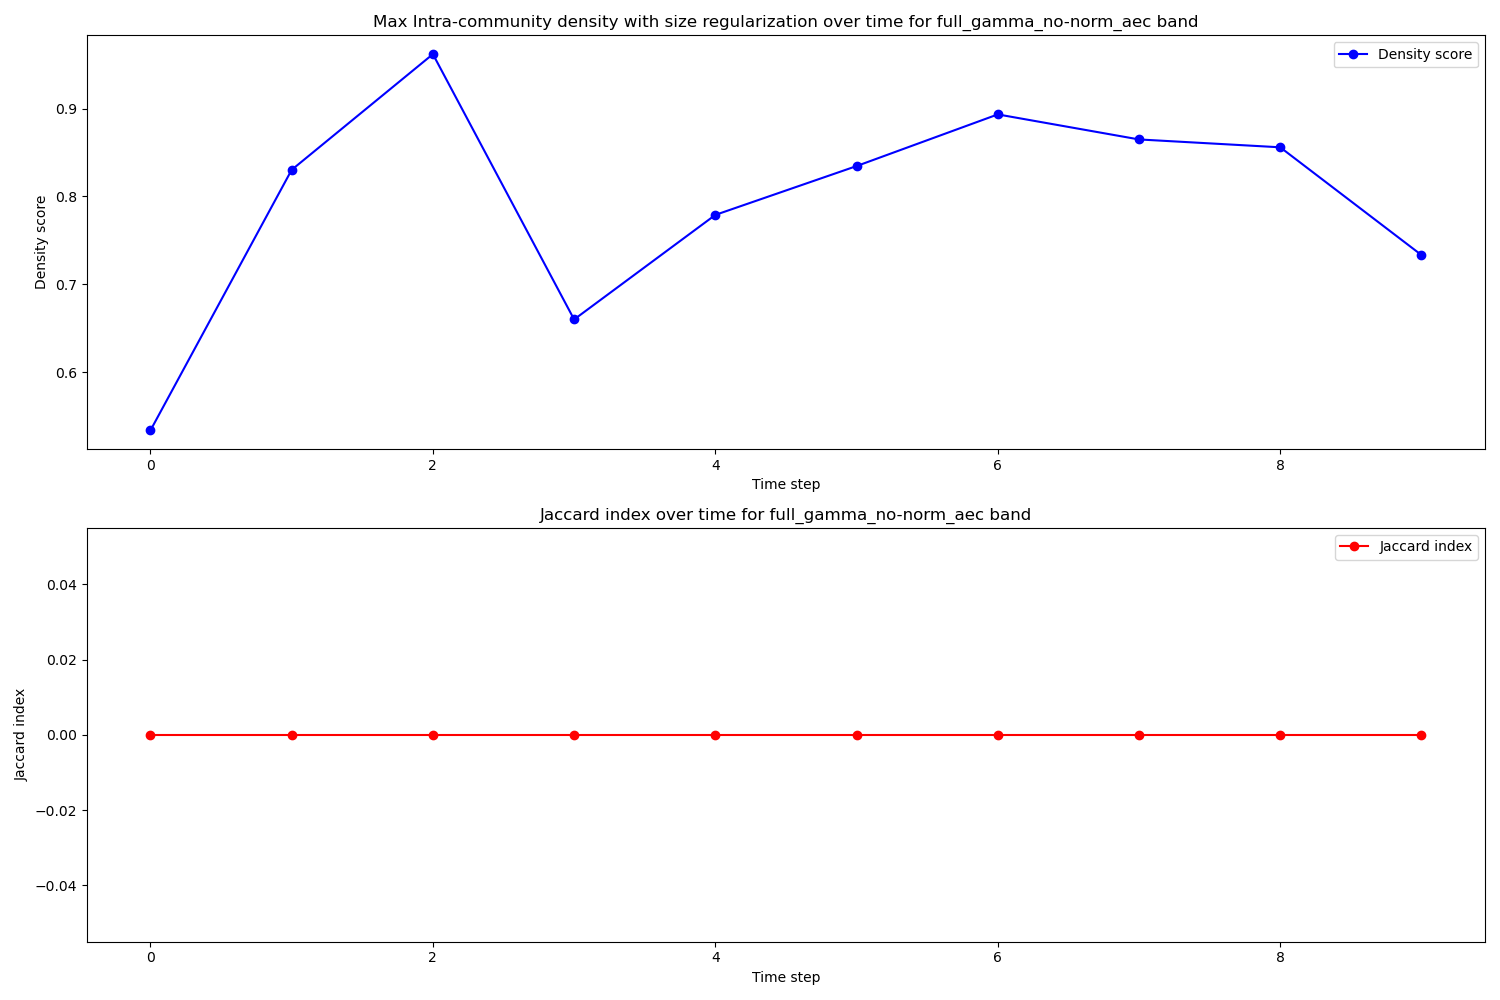 Max Intra-community density with size regularization over time for full_gamma_no-norm_aec band
Density score
0.9
0.8
0.7
0.6
Density score
0
2
4
6
8
Time step
Jaccard index over time for full_gamma_no-norm_aec band
Jaccard index
0.04
0.02
0.00
−0.02
−0.04
Jaccard index
0
2
4
6
8
Time step